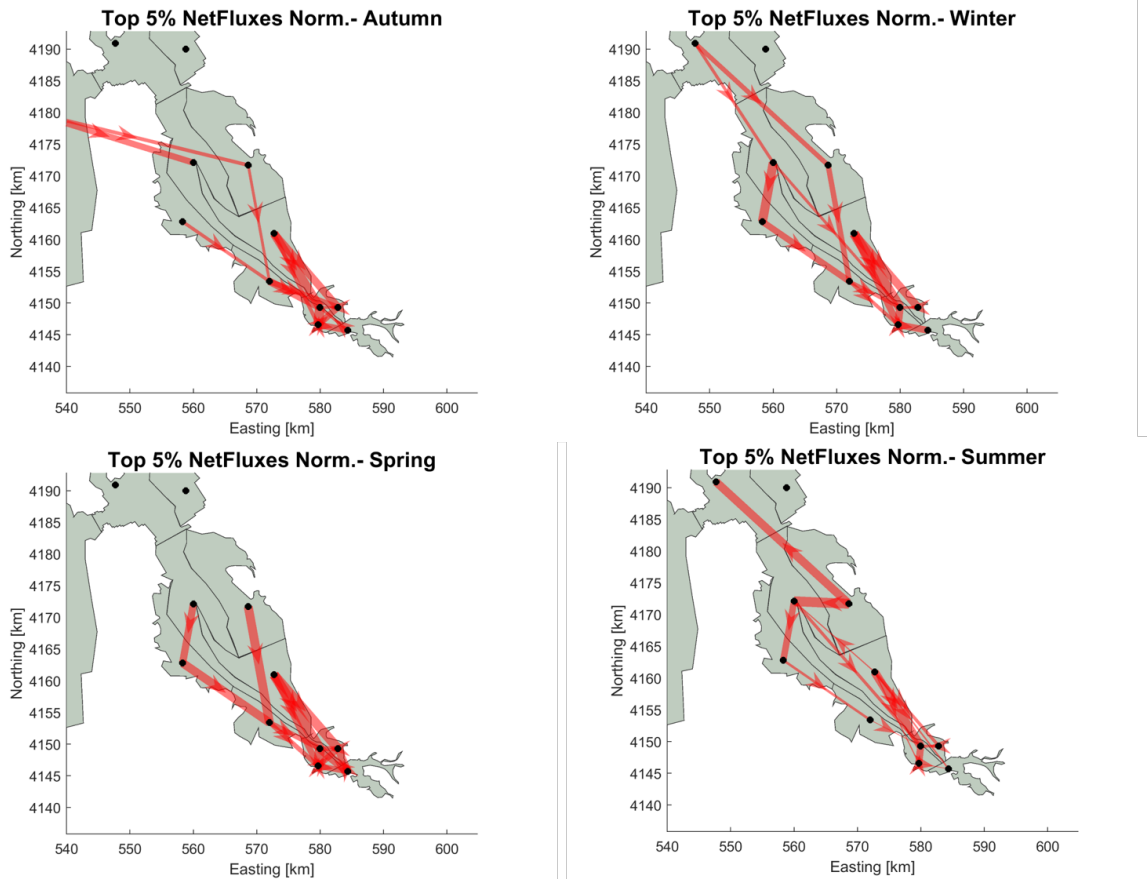 Top 5% NetFluxes Norm.- Autumn
4190
4185
4180
4175
4170
4165
4160
4155
4150
4145
4140
Northing [km]
540 550 560 570 580 590 600
Easting [km]
Top 5% NetFluxes Norm.- Winter
4190
4185
4180
4175
4170
4165
4160
4155
4150
4145
4140
Northing [km]
540 550 560 570 580 590 600
Easting [km]
Top 5% NetFluxes Norm.- Spring
4190
4185
4180
4175
4170
4165
4160
4155
4150
4145
4140
Northing [km]
540 550 560 570 580 590 600
Easting [km]
Top 5% NetFluxes Norm.- Summer
4190
4185
4180
4175
4170
4165
4160
4155
4150
4145
4140
Northing [km]
540 550 560 570 580 590 600
Easting [km]